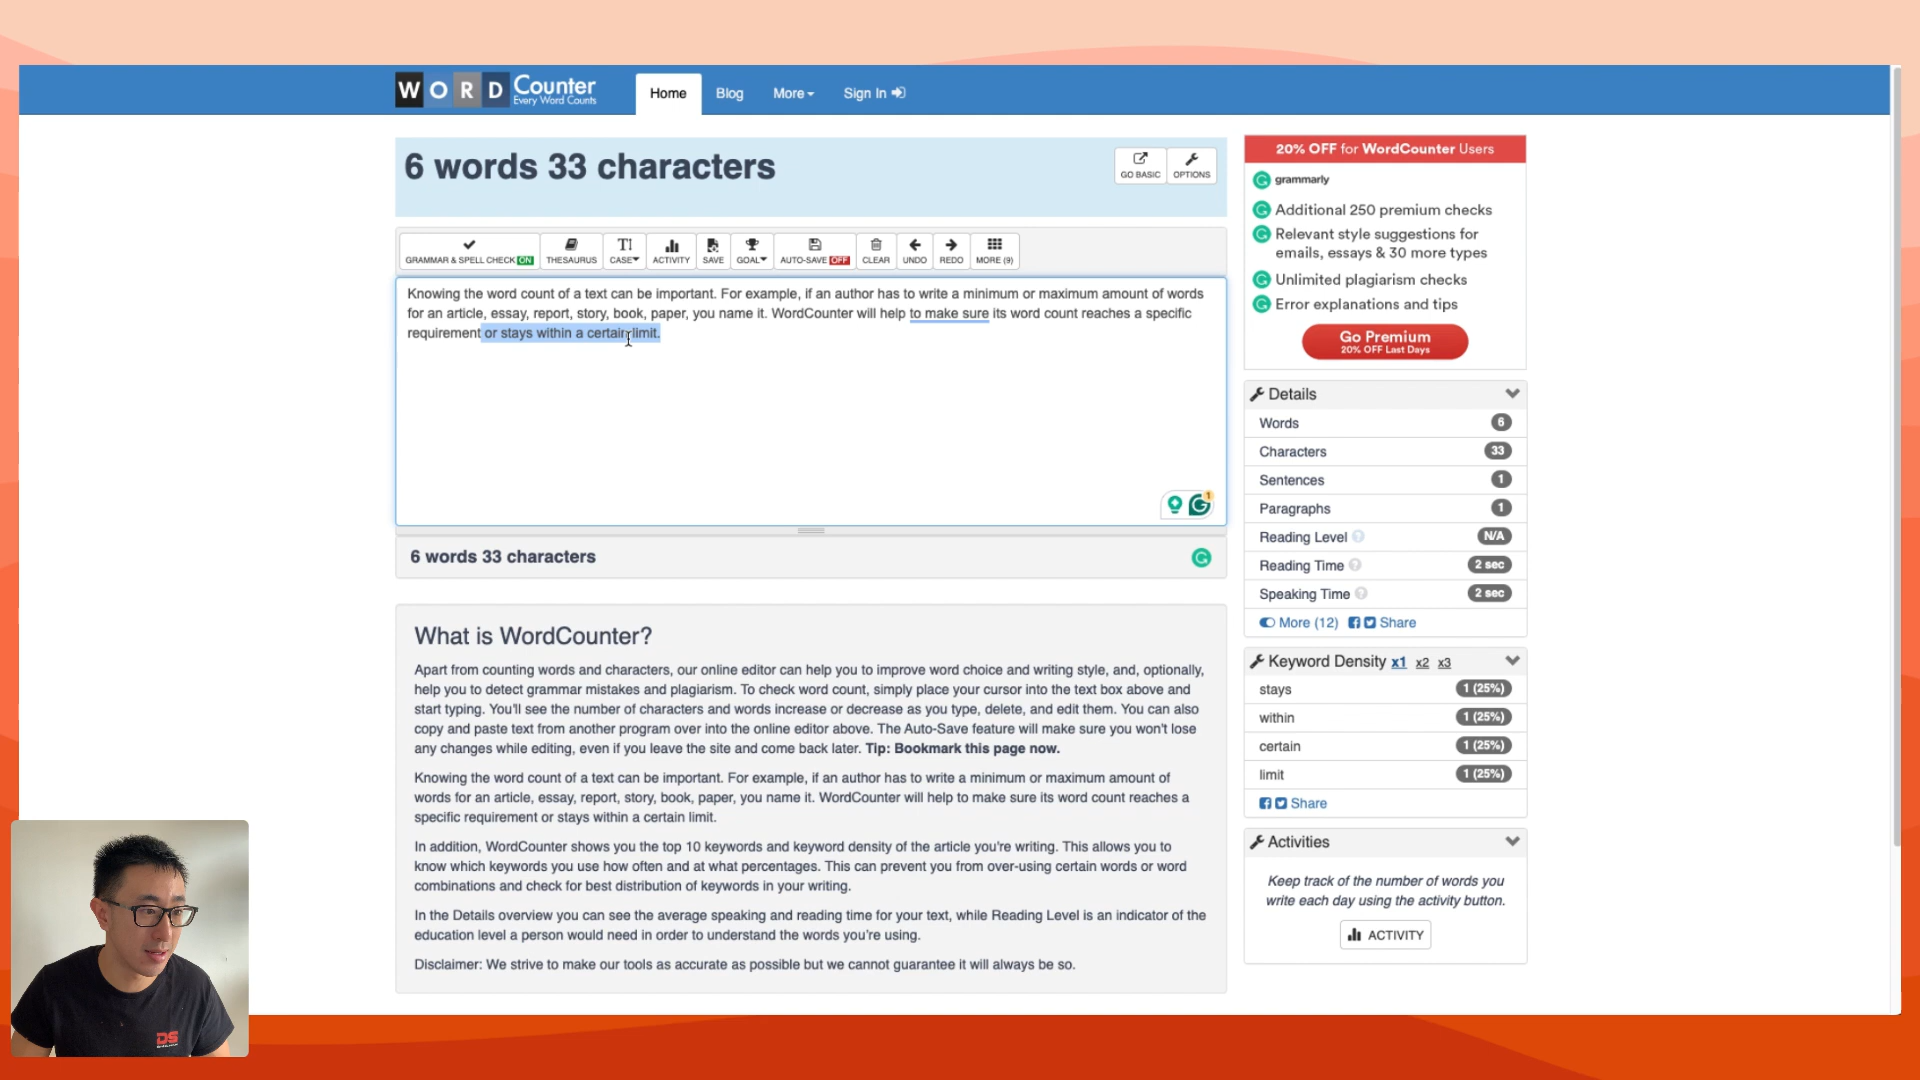 WORD Counter
Every Word Counts
Home
Blog
More
Sign In
6 words 33 characters
GO BASIC
OPTIONS
GRAMMAR & SPELL CHECK ON
THESAURUS
CASE
ACTIVITY
SAVE
GOAL
AUTO-SAVE OFF
CLEAR
UNDO
REDO
MORE (9)
Knowing the word count of a text can be important. For example, if an author has to write a minimum or maximum amount of words
for an article, essay, report, story, book, paper, you name it. WordCounter will help to make sure its word count reaches a specific
requirement or stays within a certain limit.
1
6 words 33 characters
What is WordCounter?
Apart from counting words and characters, our online editor can help you to improve word choice and writing style, and, optionally,
help you to detect grammar mistakes and plagiarism. To check word count, simply place your cursor into the text box above and
start typing. You'll see the number of characters and words increase or decrease as you type, delete, and edit them. You can also
copy and paste text from another program over into the online editor above. The Auto-Save feature will make sure you won't lose
any changes while editing, even if you leave the site and come back later. Tip: Bookmark this page now.
Knowing the word count of a text can be important. For example, if an author has to write a minimum or maximum amount of
words for an article, essay, report, story, book, paper, you name it. WordCounter will help to make sure its word count reaches a
specific requirement or stays within a certain limit.
In addition, WordCounter shows you the top 10 keywords and keyword density of the article you're writing. This allows you to
know which keywords you use how often and at what percentages. This can prevent you from over-using certain words or word
combinations and check for best distribution of keywords in your writing.
In the Details overview you can see the average speaking and reading time for your text, while Reading Level is an indicator of the
education level a person would need in order to understand the words you're using.
Disclaimer: We strive to make our tools as accurate as possible but we cannot guarantee it will always be so.
20% OFF for WordCounter Users
grammarly
Additional 250 premium checks
Relevant style suggestions for
emails, essays & 30 more types
Unlimited plagiarism checks
Error explanations and tips
Go Premium
20% OFF Last Days
Details
Words 6
Characters 33
Sentences 1
Paragraphs 1
Reading Level ? N/A
Reading Time ? 2 sec
Speaking Time ? 2 sec
More (12) Share
Keyword Density x1 x2 x3
stays 1 (25%)
within 1 (25%)
certain 1 (25%)
limit 1 (25%)
Share
Activities
Keep track of the number of words you
write each day using the activity button.
ACTIVITY
DS